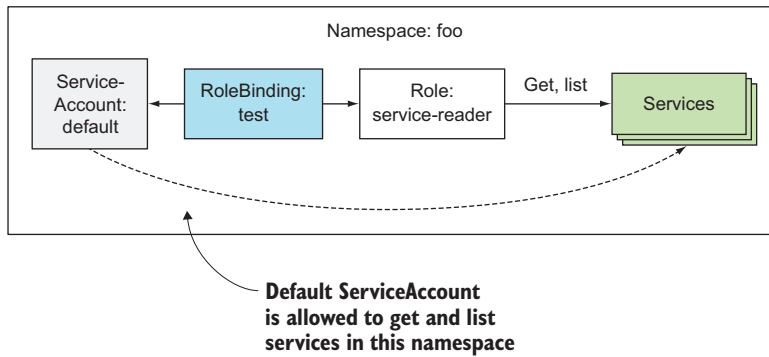 Namespace: foo
Service-
Account:
default
RoleBinding:
test
Role:
service-reader
Get, list
Services
Default ServiceAccount
is allowed to get and list
services in this namespace